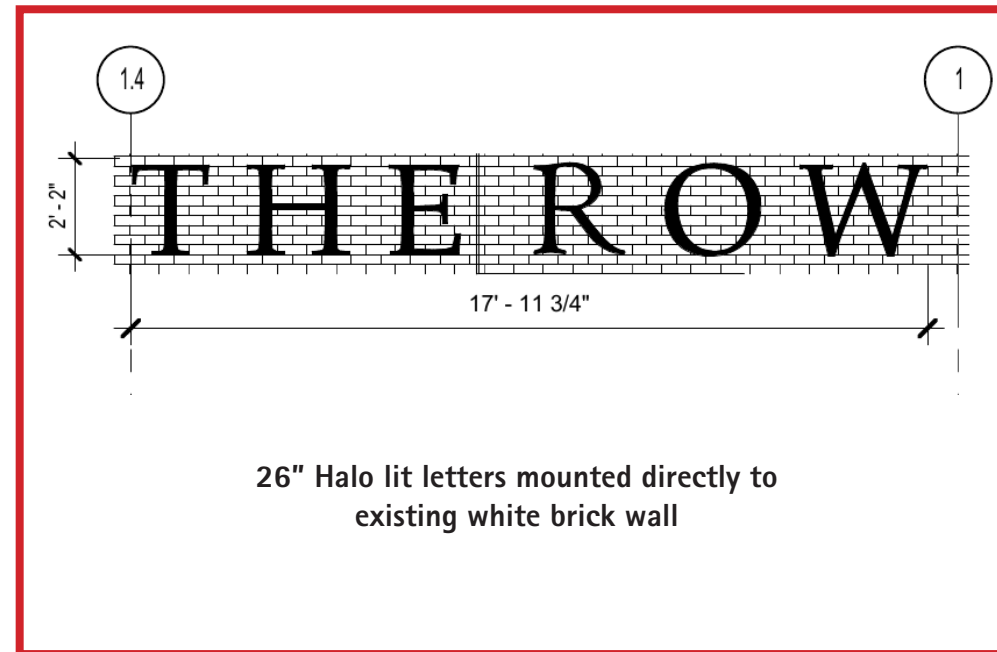 1.4
1
2' - 2"
THE ROW
17' - 11 3/4"
26" Halo lit letters mounted directly to
existing white brick wall